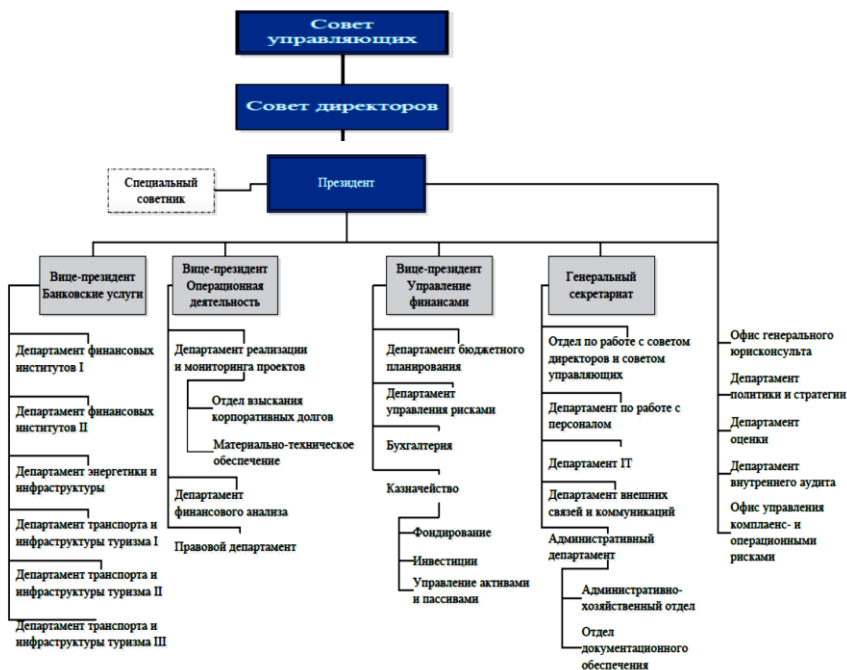 Совет
управляющих
Совет директоров
Президент
Специальный
советник
Вице-президент
Банковские услуги
Департамент финансовых
институтов I
Департамент финансовых
институтов II
Департамент энергетики и
инфраструктуры
Департамент транспорта и
инфраструктуры туризма I
Департамент транспорта и
инфраструктуры туризма II
Департамент транспорта и
инфраструктуры туризма III
Вице-президент
Операционная
деятельность
Департамент реализации
и мониторинга проектов
Отдел взыскания
корпоративных долгов
Материально-техническое
обеспечение
Департамент
финансового анализа
Правовой департамент
Вице-президент
Управление
финансами
Департамент бюджетного
планирования
Департамент
управления рисками
Бухгалтерия
Казначейство
Фондирование
Инвестиции
Управление активами
и пассивами
Генеральный
секретариат
Отдел по работе с советом
директоров и советом
управляющих
Департамент по работе с
персоналом
Департамент IT
Департамент внешних
связей и коммуникаций
Административный
департамент
Административно-
хозяйственный отдел
Отдел
документационного
обеспечения
Офис генерального
юрисконсульта
Департамент
политики и стратегии
Департамент
оценки
Департамент
внутреннего аудита
Офис управления
комплаенс- и
операционными
рисками